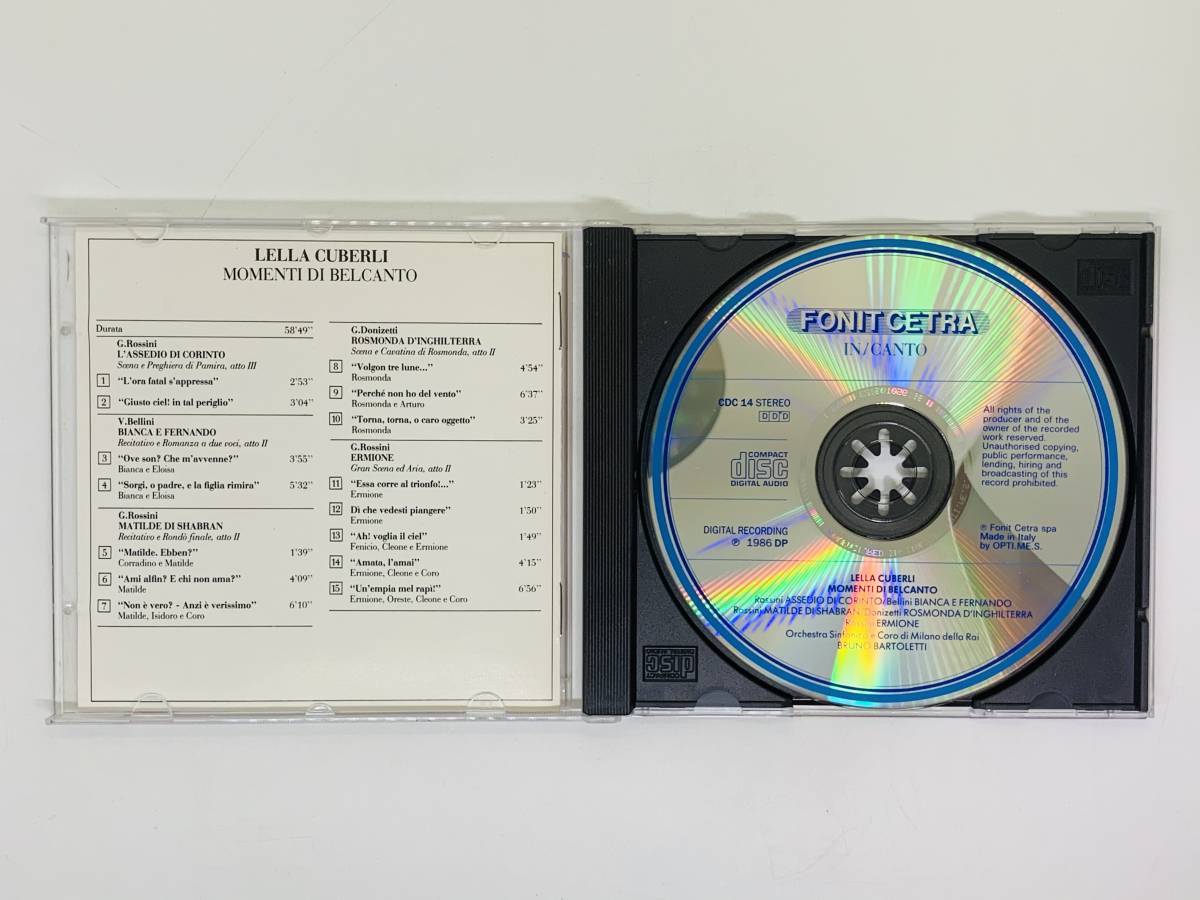 LELLA CUBERLI
MOMENTI DI BELCANTO
Durata 58'49"
G.Rossini
L'ASSEDIO DI CORINTO
Scena e Preghiera di Pamira, atto III
1 "L'ora fatal s'appressa" 2'53"
2 "Giusto ciel! in tal periglio" 3'04"
V.Bellini
BIANCA E FERNANDO
Recitativo e Romanza a due voci, atto II
3 "Ove son? Che m'avvenne?" 3'55"
Bianca e Eloisa
4 "Sorgi, o padre, e la figlia rimira" 5'32"
Bianca e Eloisa
G.Rossini
MATILDE DI SHABRAN
Recitativo e Rondò finale, atto II
5 "Matilde. Ebben?" 1'39"
Corradino e Matilde
6 "Ami alfin? E chi non ama?" 4'09"
Matilde
7 "Non è vero? - Anzi è verissimo" 6'10"
Matilde, Isidoro e Coro
G.Donizetti
ROSMONDA D'INGHILTERRA
Scena e Cavatina di Rosmonda, atto II
8 "Volgon tre lune..." 4'54"
Rosmonda
9 "Perché non ho del vento" 6'37"
Rosmonda e Arturo
10 "Torna, torna, o caro oggetto" 3'25"
Rosmonda
G.Rossini
ERMIONE
Gran Scena ed Aria, atto II
11 "Essa corre al trionfo!..." 1'23"
Ermione
12 Dì che vedesti piangere" 1'50"
Ermione
13 "Ah! voglia il ciel" 1'49"
Fenicio, Cleone e Ermione
14 "Amata, l'amai" 4'15"
Ermione, Cleone e Coro
15 "Un'empia mel rapì!" 6'56"
Ermione, Oreste, Cleone e Coro
FONIT CETRA
IN/CANTO
CDC 14 STEREO
DDD
COMPACT
disc
DIGITAL AUDIO
DIGITAL RECORDING
℗ 1986 DP
All rights of the
producer and of the
owner of the recorded
work reserved.
Unauthorised copying,
public performance,
lending, hiring and
broadcasting of this
record prohibited.
℗ Fonit Cetra spa
Made in Italy
by OPTI.ME.S.
LELLA CUBERLI
MOMENTI DI BELCANTO
Rossini ASSEDIO DI CORINTO/Bellini BIANCA E FERNANDO
Rossini MATILDE DI SHABRAN/Donizetti ROSMONDA D'INGHILTERRA
Rossini ERMIONE
Orchestra Sinfonica e Coro di Milano della Rai
BRUNO BARTOLETTI
disc
COMPACT
disc
DIGITAL AUDIO